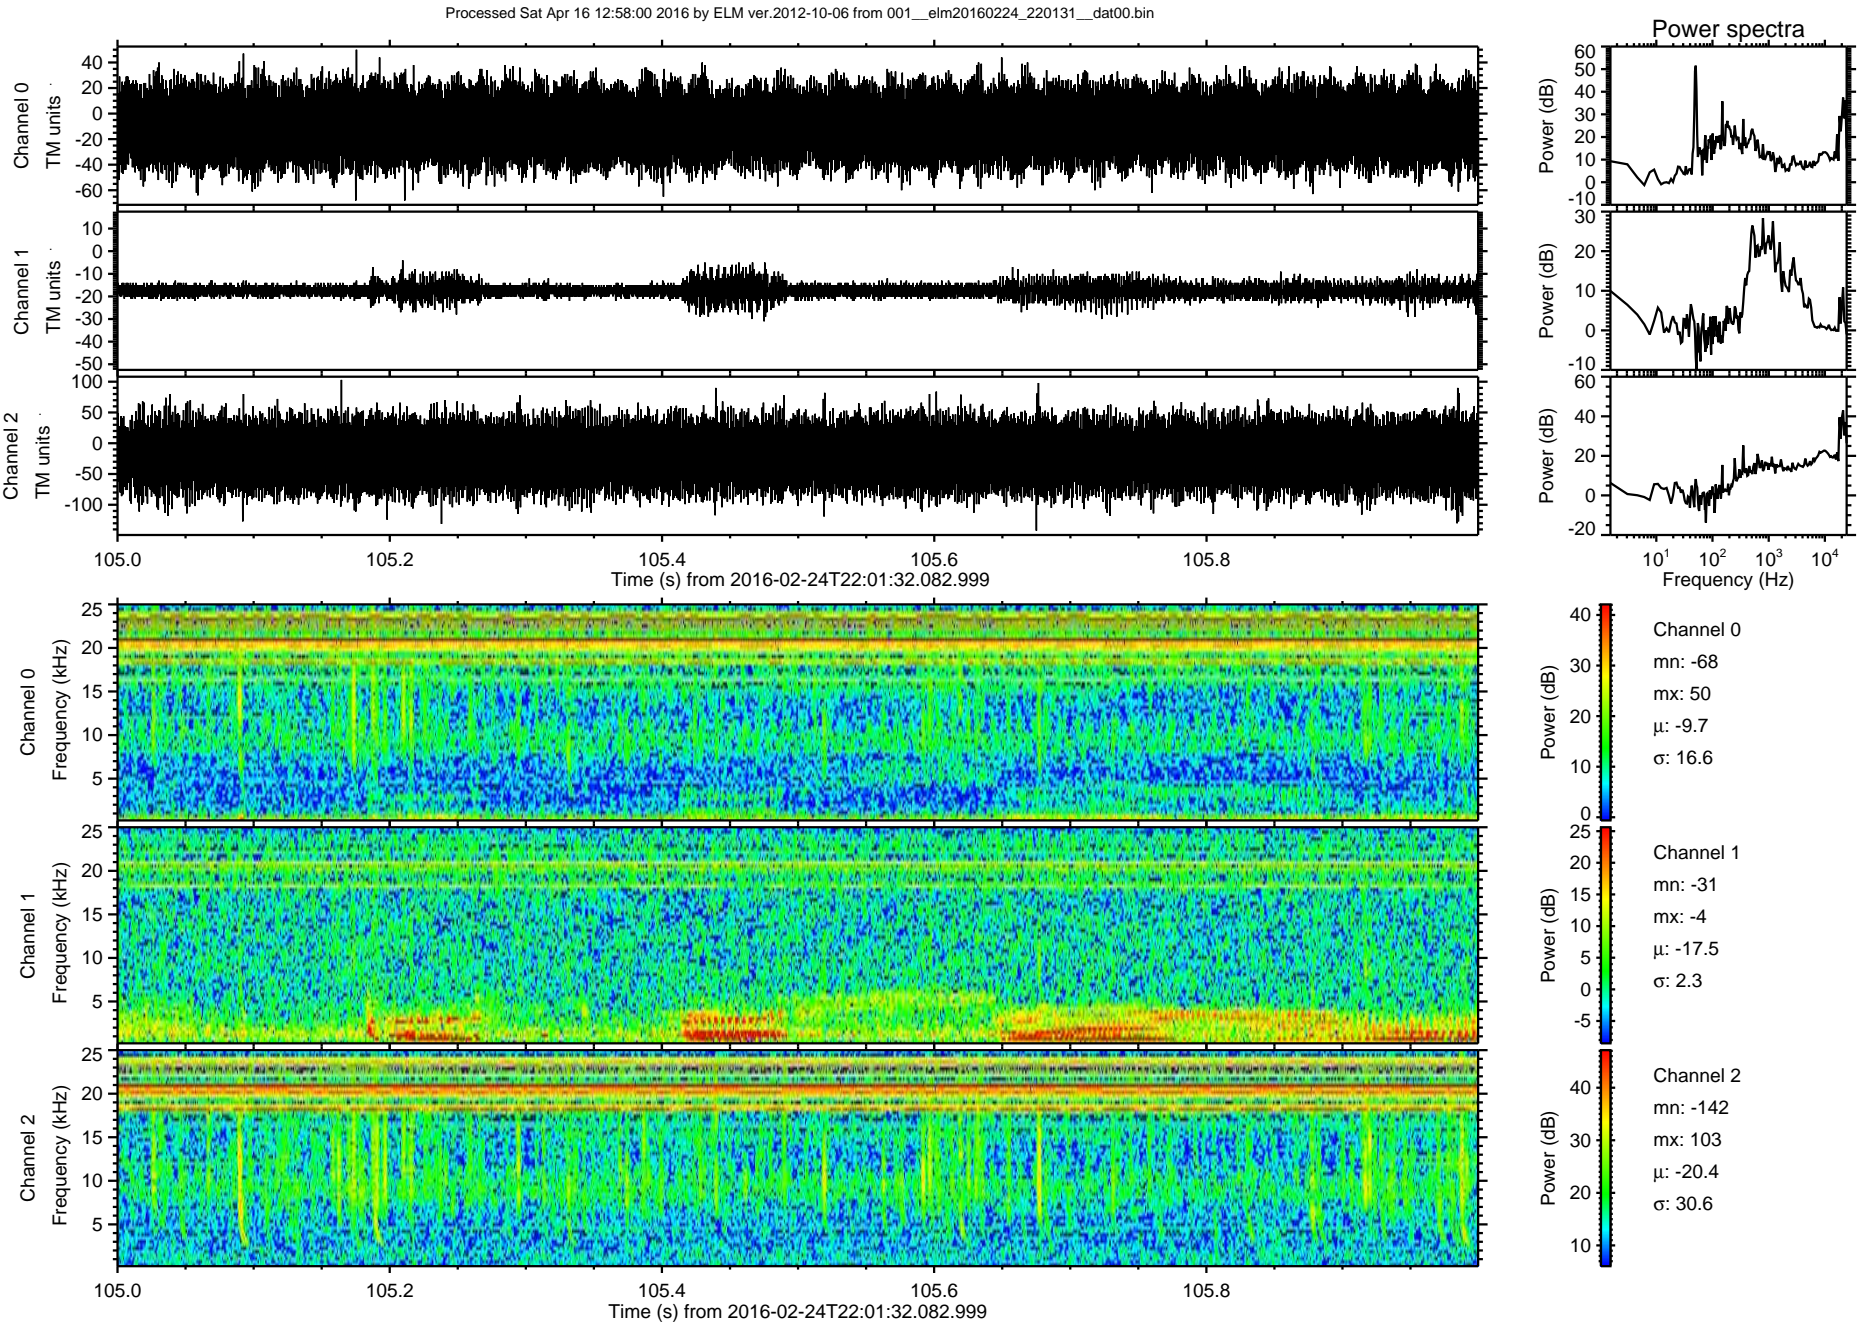 Processed Sat Apr 16 12:58:00 2016 by ELM ver.2012-10-06 from 001__elm20160224_220131__dat00.bin
Power spectra
Channel 0
TM units
40
20
0
-20
-40
-60
Power (dB)
60
50
40
30
20
10
0
-10
Channel 1
TM units
10
0
-10
-20
-30
-40
-50
Power (dB)
30
20
10
0
-10
Channel 2
TM units
100
50
0
-50
-100
Power (dB)
60
40
20
0
-20
105.0 105.2 105.4 105.6 105.8
Time (s) from 2016-02-24T22:01:32.082.999
10¹ 10² 10³ 10⁴
Frequency (Hz)
Channel 0
Frequency (kHz)
25
20
15
10
5
Power (dB)
40
30
20
10
0
Channel 0
mn: -68
mx: 50
μ: -9.7
σ: 16.6
Channel 1
Frequency (kHz)
25
20
15
10
5
Power (dB)
25
20
15
10
5
0
-5
Channel 1
mn: -31
mx: -4
μ: -17.5
σ: 2.3
Channel 2
Frequency (kHz)
25
20
15
10
5
Power (dB)
40
30
20
10
Channel 2
mn: -142
mx: 103
μ: -20.4
σ: 30.6
105.0 105.2 105.4 105.6 105.8
Time (s) from 2016-02-24T22:01:32.082.999